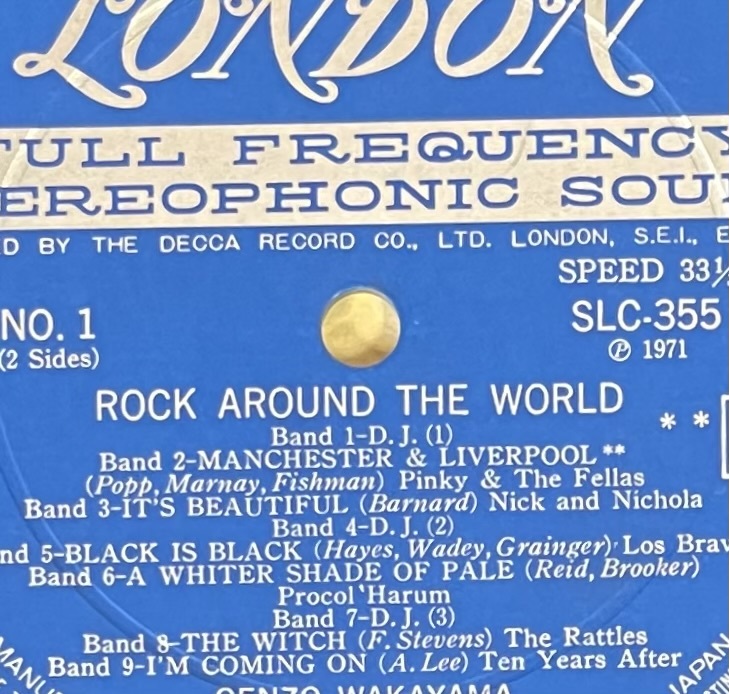 LONDON
FULL FREQUENCY
EREOPHONIC SOU
D BY THE DECCA RECORD CO., LTD. LONDON, S.E.I., E
SPEED 33⅓
NO. 1
SLC-355
(2 Sides)
Ⓟ 1971
ROCK AROUND THE WORLD
* *
Band 1-D.J. (1)
Band 2-MANCHESTER & LIVERPOOL**
(Popp, Marnay, Fishman) Pinky & The Fellas
Band 3-IT'S BEAUTIFUL (Barnard) Nick and Nichola
Band 4-D.J. (2)
nd 5-BLACK IS BLACK (Hayes, Wadey, Grainger) Los Brav
Band 6-A WHITER SHADE OF PALE (Reid, Brooker)
Procol Harum
Band 7-D.J. (3)
Band 8-THE WITCH (F. Stevens) The Rattles
Band 9-I'M COMING ON (A. Lee) Ten Years After
GENZO WAKAYAMA
MANU
JAPAN